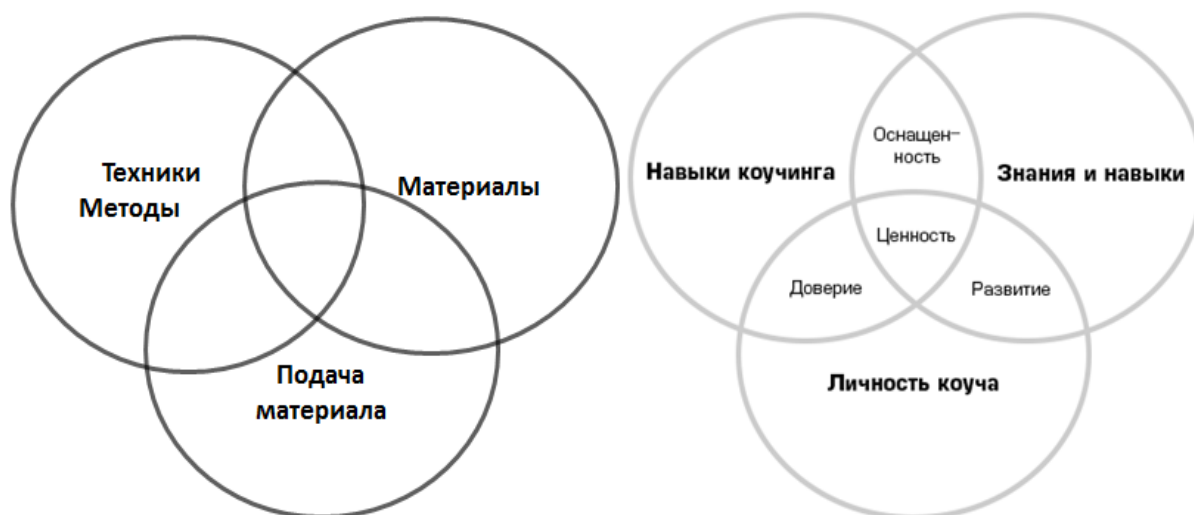 Техники
Методы
Материалы
Подача
материала
Оснащен-
ность
Навыки коучинга
Знания и навыки
Ценность
Доверие
Развитие
Личность коуча